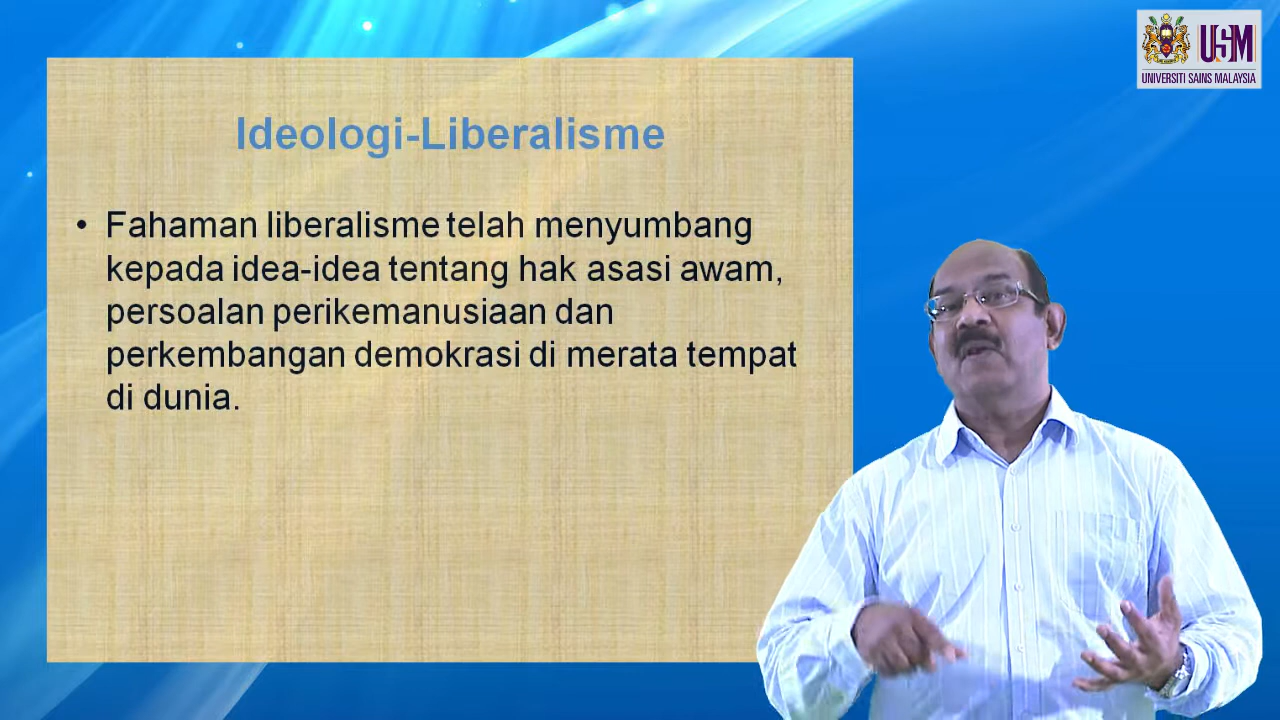 USM
UNIVERSITI SAINS MALAYSIA
Ideologi-Liberalisme
• Fahaman liberalisme telah menyumbang
kepada idea-idea tentang hak asasi awam,
persoalan perikemanusiaan dan
perkembangan demokrasi di merata tempat
di dunia.